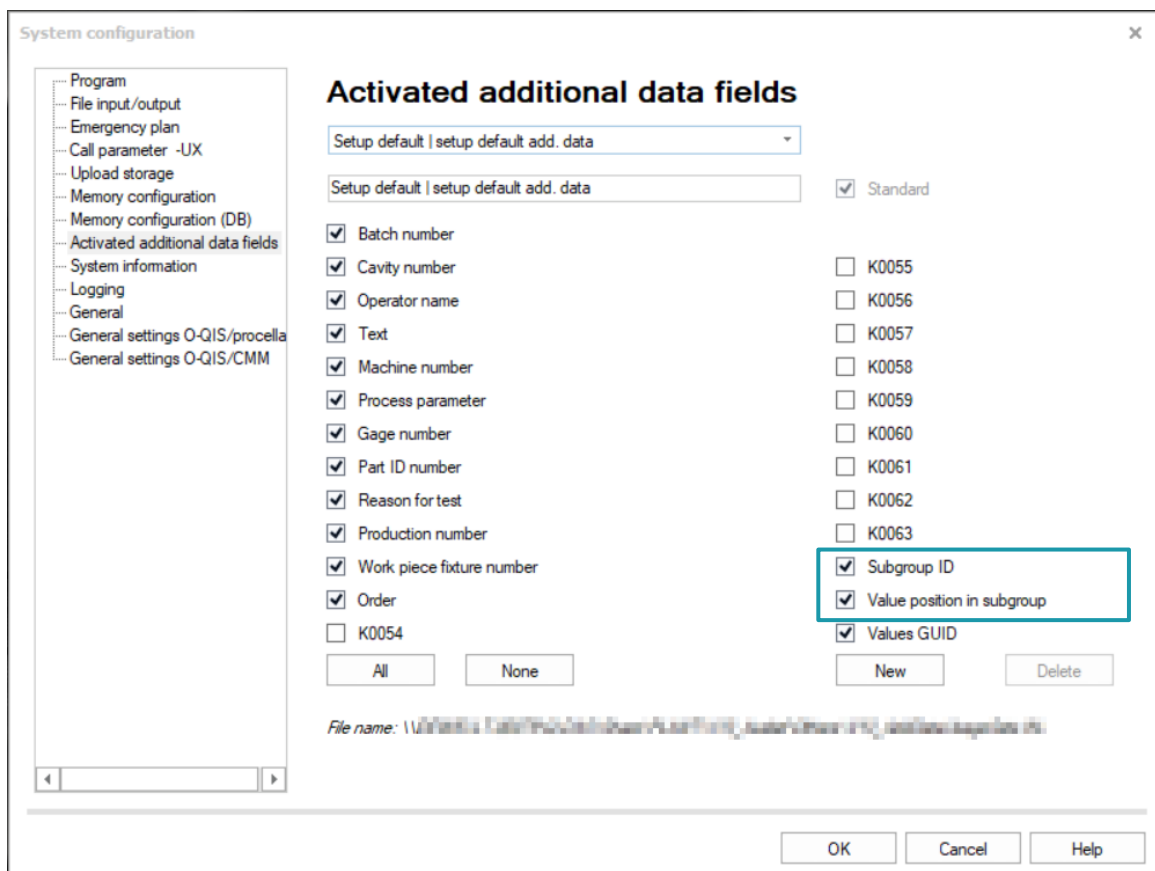 System configuration
Program
File input/output
Emergency plan
Call parameter -UX
Upload storage
Memory configuration
Memory configuration (DB)
Activated additional data fields
System information
Logging
General
General settings O-QIS/procella
General settings O-QIS/CMM
Activated additional data fields
Setup default | setup default add. data
Setup default | setup default add. data
Standard
Batch number
Cavity number
Operator name
Text
Machine number
Process parameter
Gage number
Part ID number
Reason for test
Production number
Work piece fixture number
Order
K0054
K0055
K0056
K0057
K0058
K0059
K0060
K0061
K0062
K0063
Subgroup ID
Value position in subgroup
Values GUID
All
None
New
Delete
File name: \\
OK
Cancel
Help